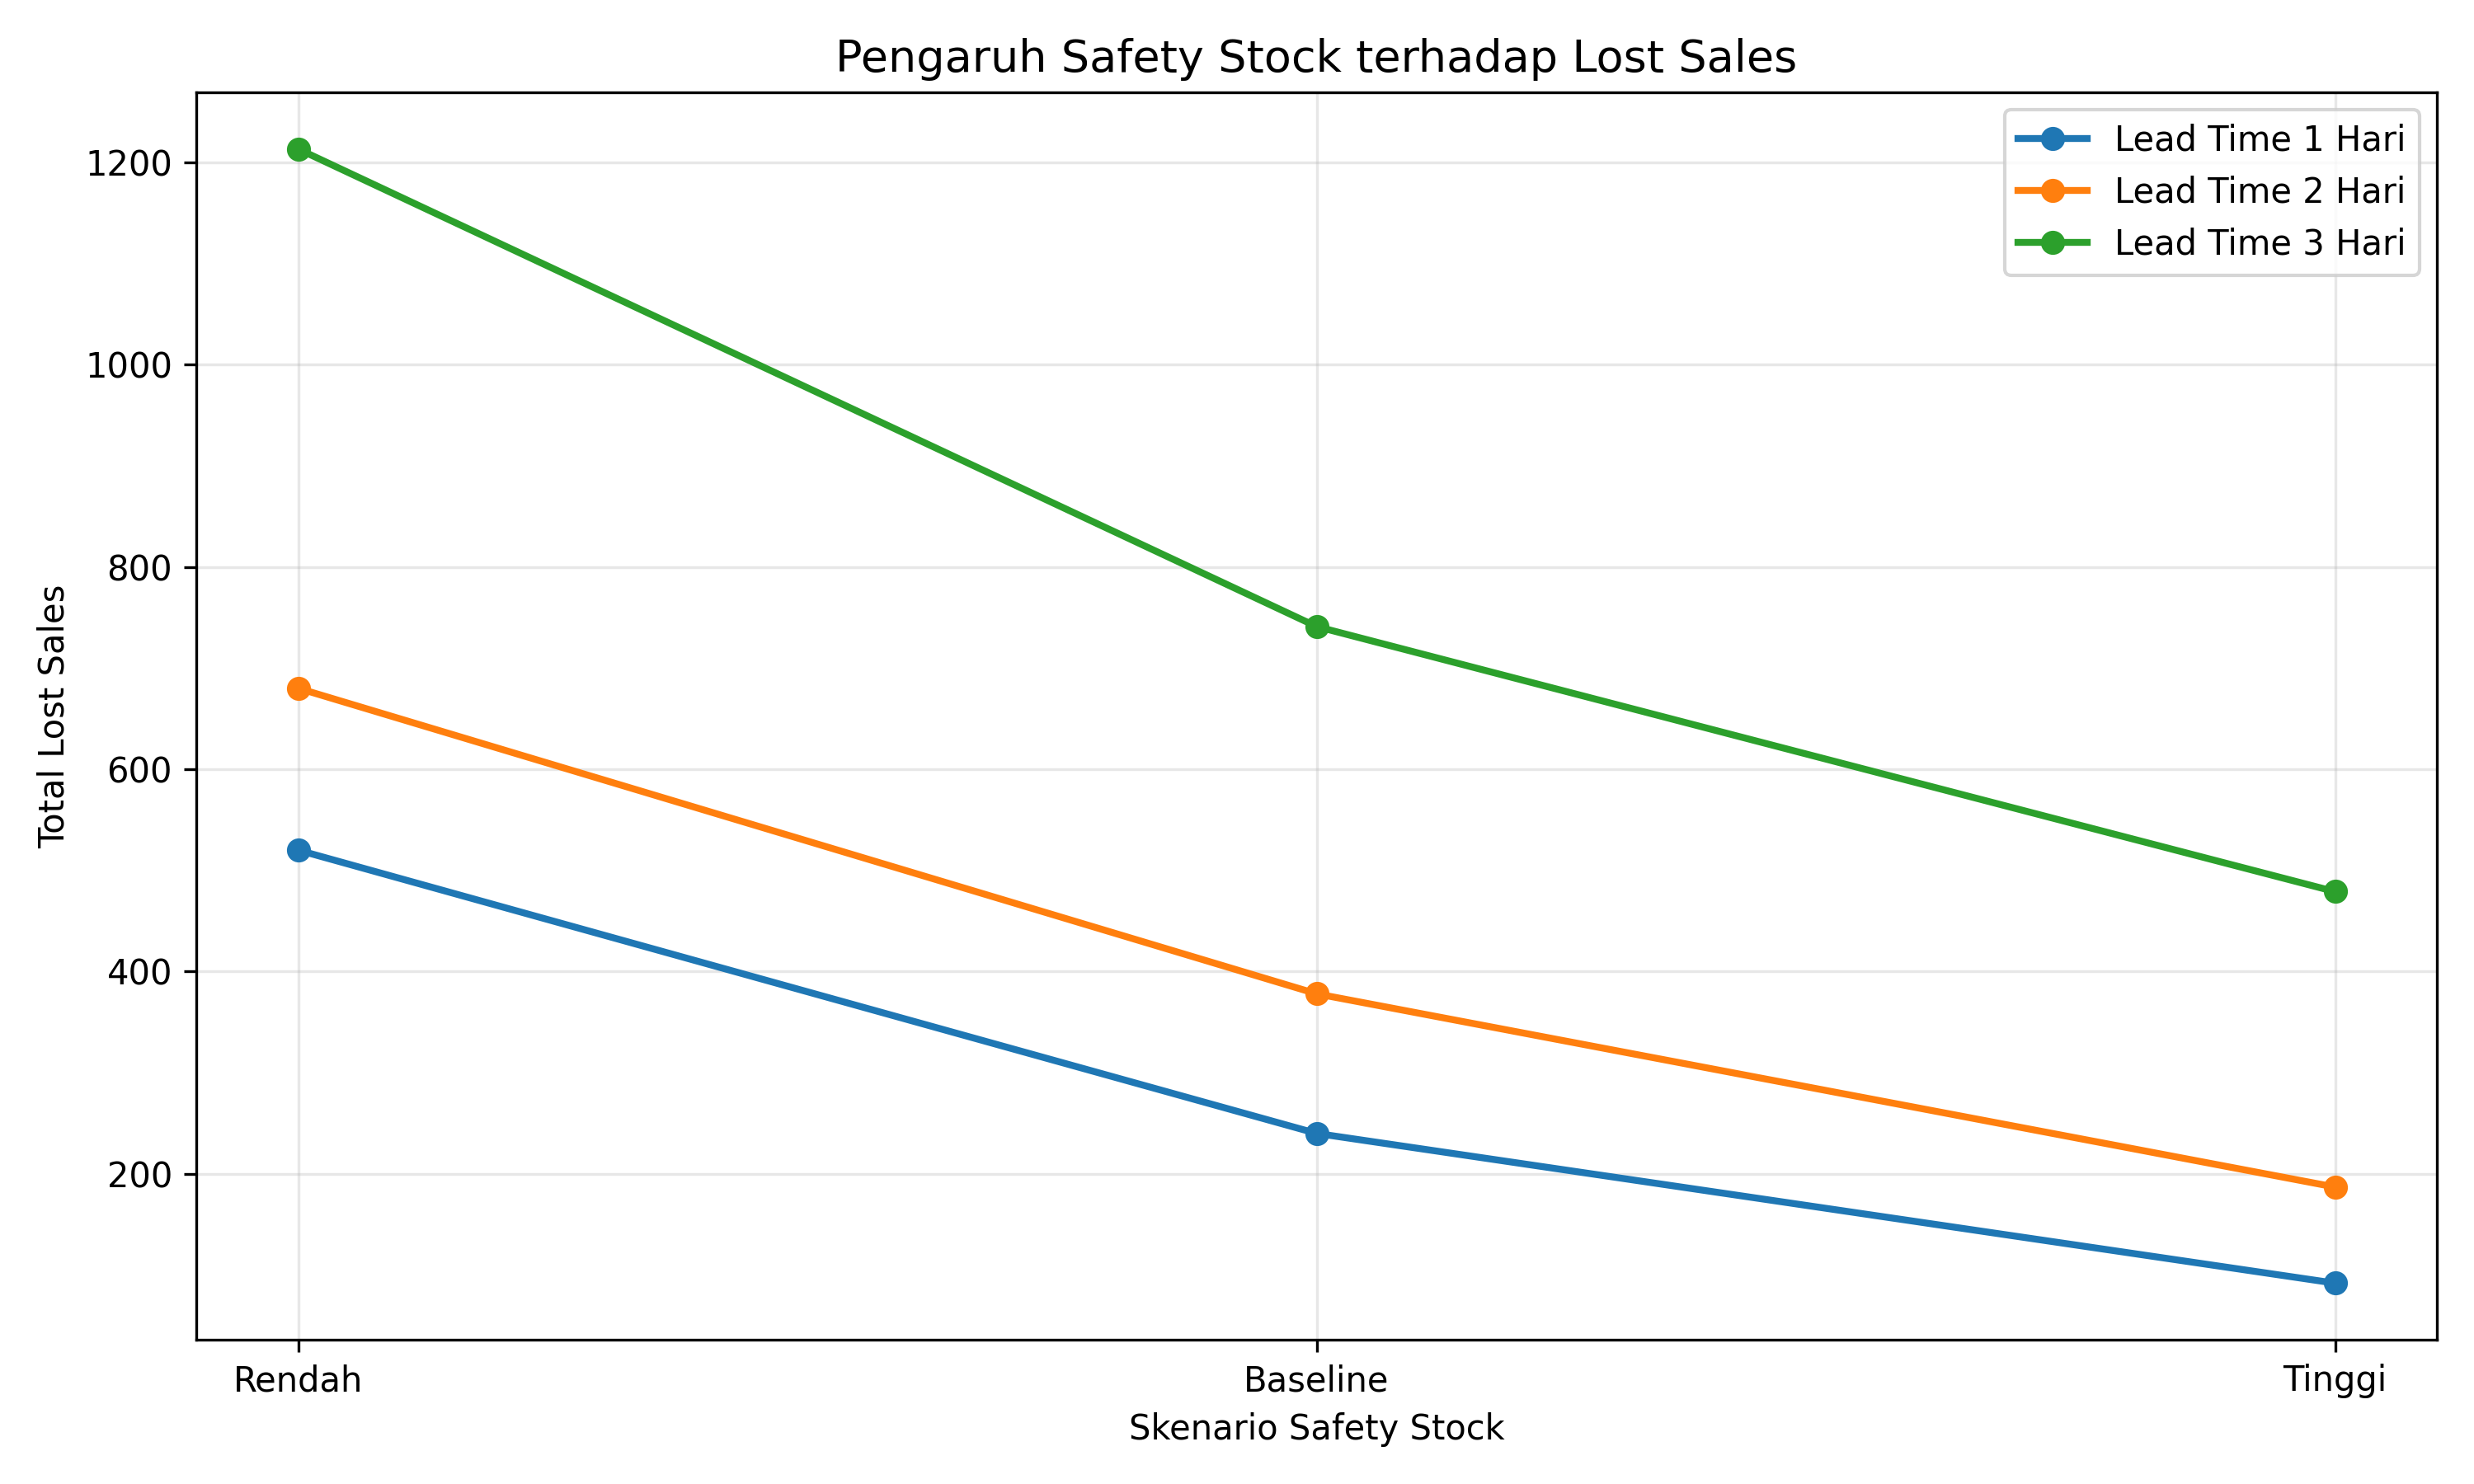 Pengaruh Safety Stock terhadap Lost Sales
Lead Time 1 Hari
Lead Time 2 Hari
Lead Time 3 Hari
Total Lost Sales
1200
1000
800
600
400
200
Rendah
Baseline
Tinggi
Skenario Safety Stock